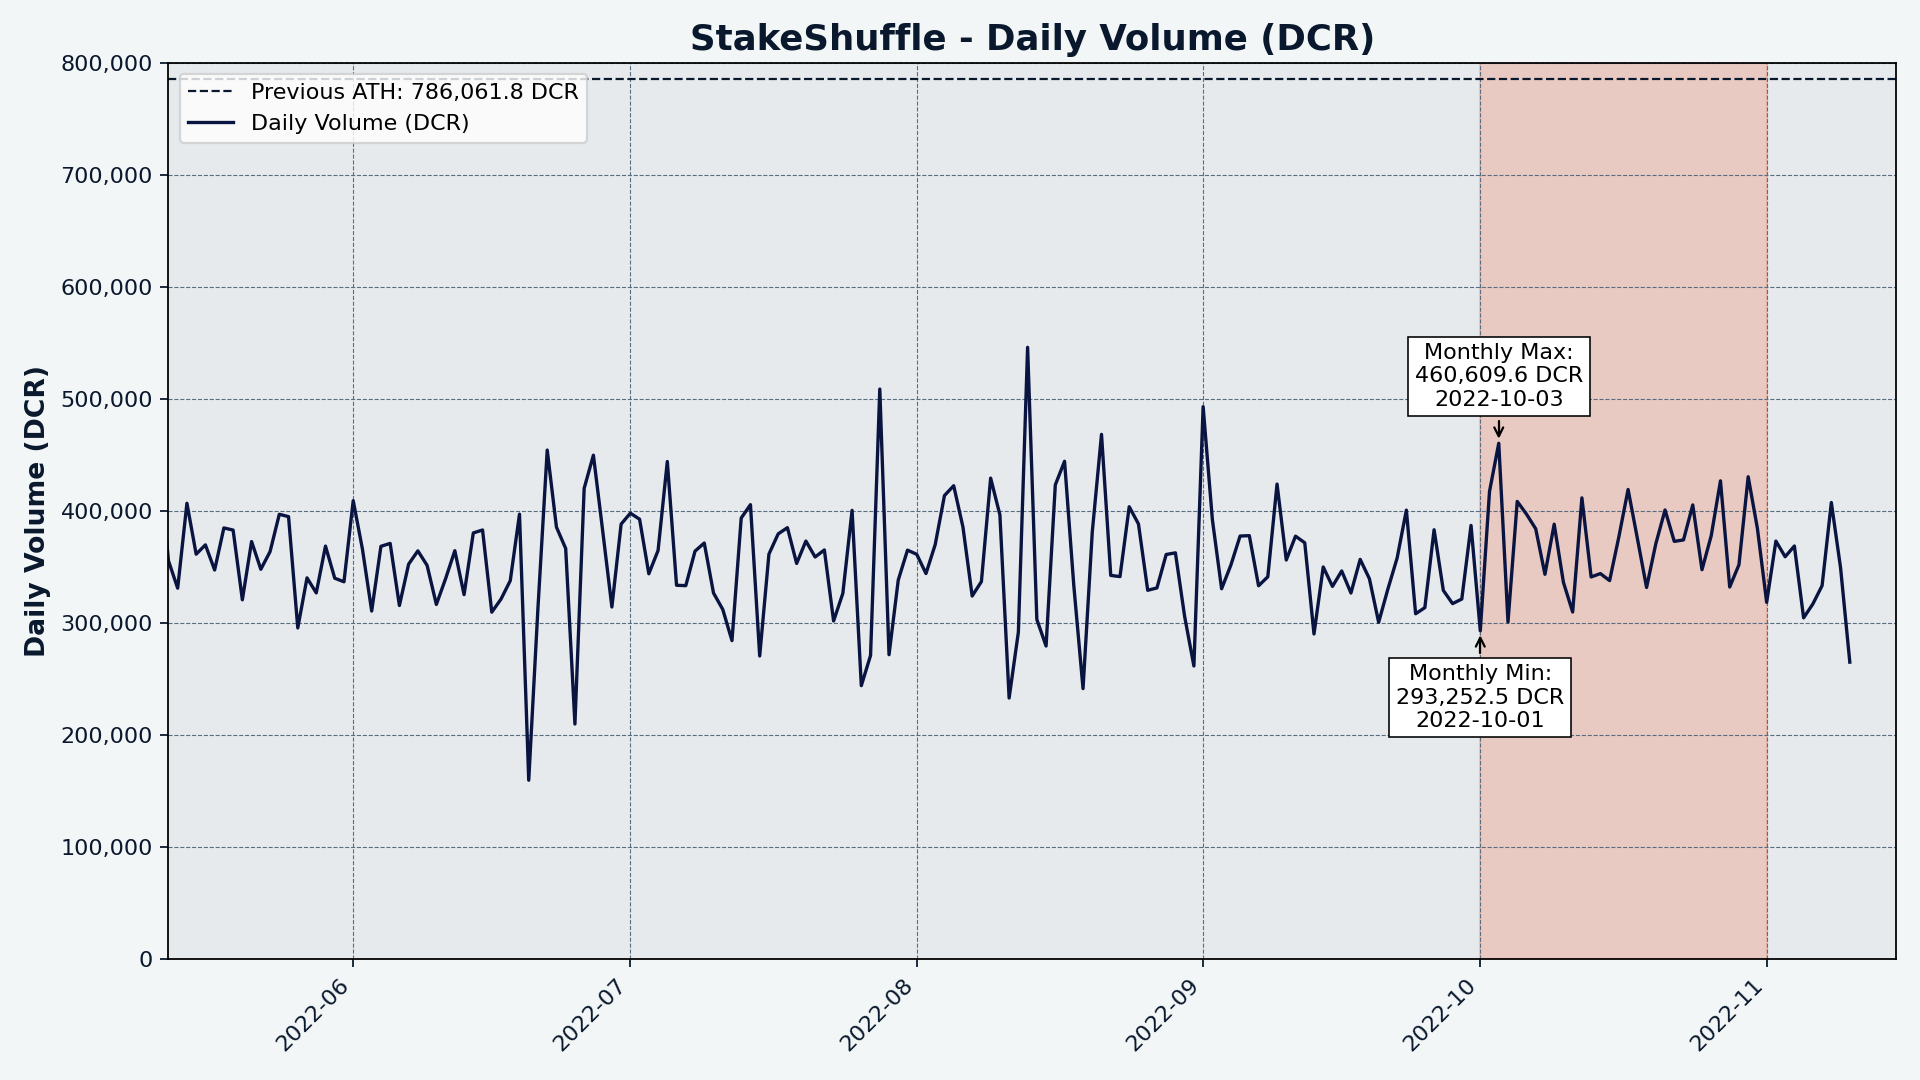 StakeShuffle - Daily Volume (DCR)
Previous ATH: 786,061.8 DCR
Daily Volume (DCR)
Daily Volume (DCR)
800,000
700,000
600,000
500,000
400,000
300,000
200,000
100,000
0
Monthly Max:
460,609.6 DCR
2022-10-03
Monthly Min:
293,252.5 DCR
2022-10-01
2022-06
2022-07
2022-08
2022-09
2022-10
2022-11